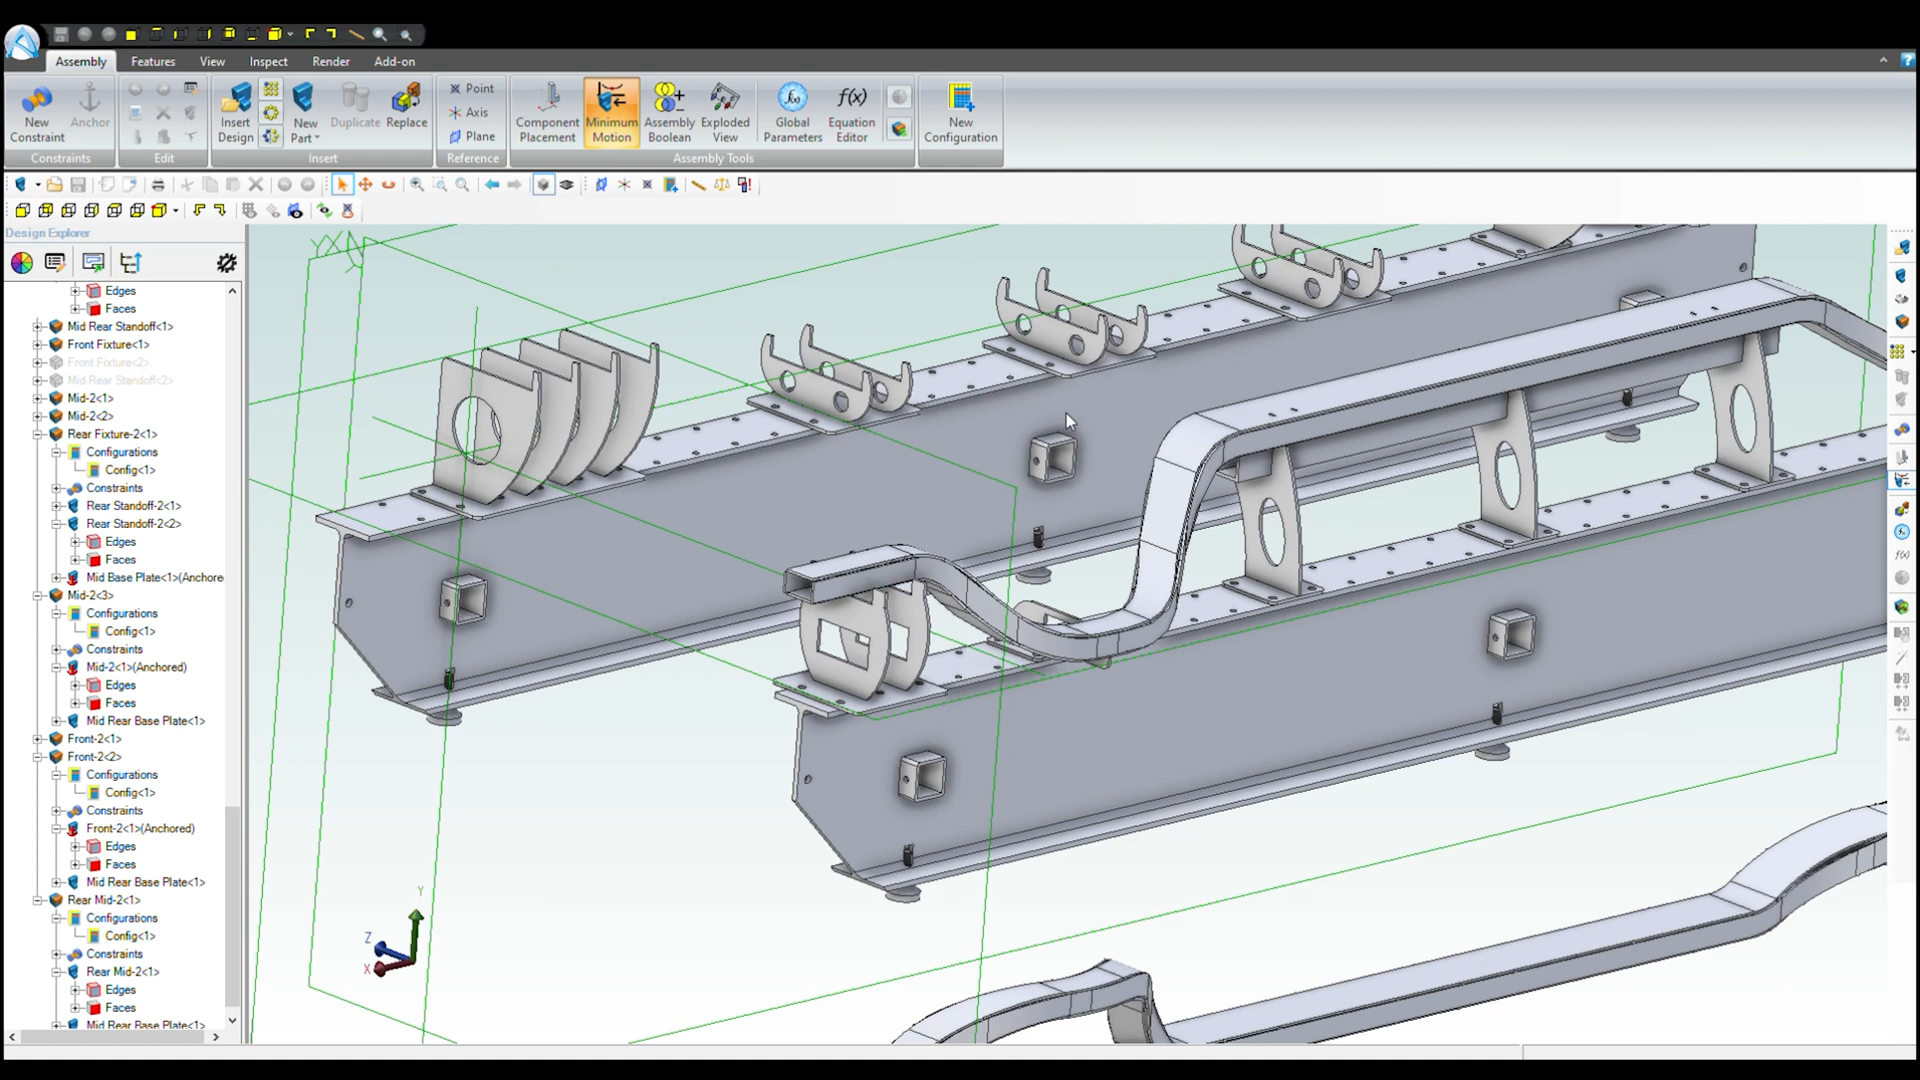 Assembly Features View Inspect Render Add-on
New Constraint
Anchor
Constraints
Edit
Insert Design
New Part
Duplicate
Replace
Insert
Point
Axis
Plane
Reference
Component Placement
Minimum Motion
Assembly Boolean
Exploded View
Global Parameters
f(x)
Equation Editor
Assembly Tools
New Configuration
Design Explorer
Edges
Faces
Mid Rear Standoff<1>
Front Fixture<1>
Front Fixture<2>
Mid Rear Standoff<2>
Mid-2<1>
Mid-2<2>
Rear Fixture-2<1>
Configurations
Config<1>
Constraints
Rear Standoff-2<1>
Rear Standoff-2<2>
Edges
Faces
Mid Base Plate<1>(Anchore
Mid-2<3>
Configurations
Config<1>
Constraints
Mid-2<1>(Anchored)
Edges
Faces
Mid Rear Base Plate<1>
Front-2<1>
Front-2<2>
Configurations
Config<1>
Constraints
Front-2<1>(Anchored)
Edges
Faces
Mid Rear Base Plate<1>
Rear Mid-2<1>
Configurations
Config<1>
Constraints
Rear Mid-2<1>
Edges
Faces
Mid Rear Base Plate<1>
Y
Z
X